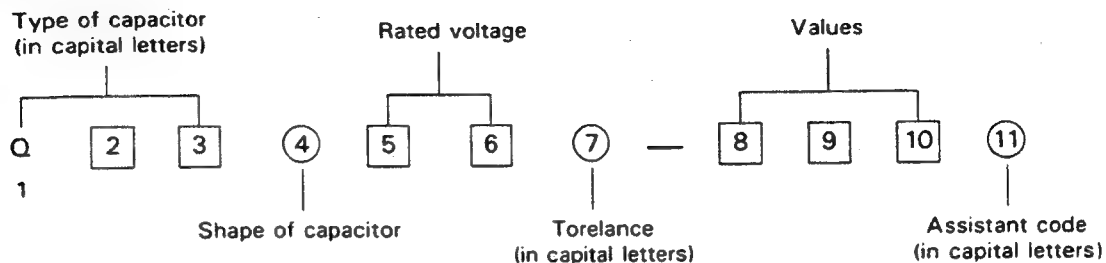 Type of capacitor
(in capital letters)
Rated voltage
Values
Q 2 3 4 5 6 7 — 8 9 10 11
1
Shape of capacitor
Torelance
(in capital letters)
Assistant code
(in capital letters)